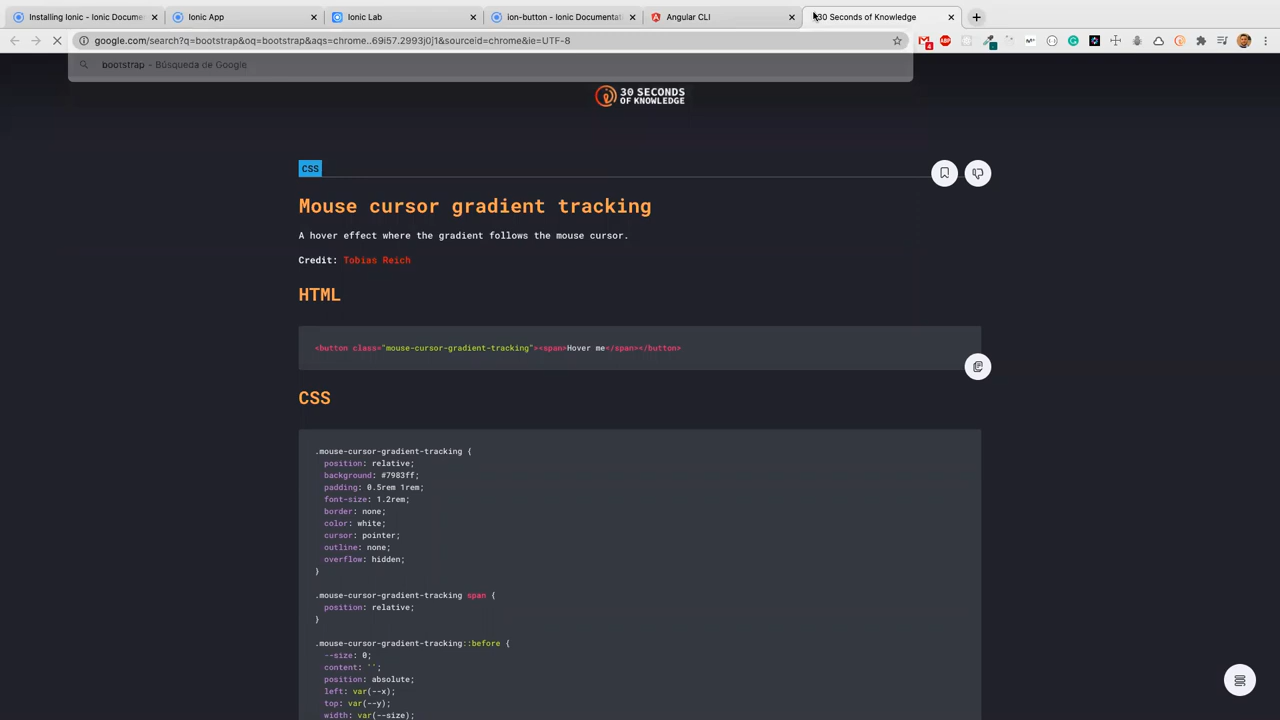 Installing Ionic - Ionic Docume
Ionic App
Ionic Lab
ion-button - Ionic Documentat
Angular CLI
30 Seconds of Knowledge
google.com/search?q=bootstrap&oq=bootstrap&aqs=chrome..69i57.2993j0j1&sourceid=chrome&ie=UTF-8
4
ABP
bootstrap - Búsqueda de Google
30 SECONDS
OF KNOWLEDGE
CSS
Mouse cursor gradient tracking
A hover effect where the gradient follows the mouse cursor.
Credit: Tobias Reich
HTML
<button class="mouse-cursor-gradient-tracking"><span>Hover me</span></button>
CSS
.mouse-cursor-gradient-tracking {
position: relative;
background: #7983ff;
padding: 0.5rem 1rem;
font-size: 1.2rem;
border: none;
color: white;
cursor: pointer;
outline: none;
overflow: hidden;
}
.mouse-cursor-gradient-tracking span {
position: relative;
}
.mouse-cursor-gradient-tracking::before {
--size: 0;
content: '';
position: absolute;
left: var(--x);
top: var(--y);
width: var(--size);